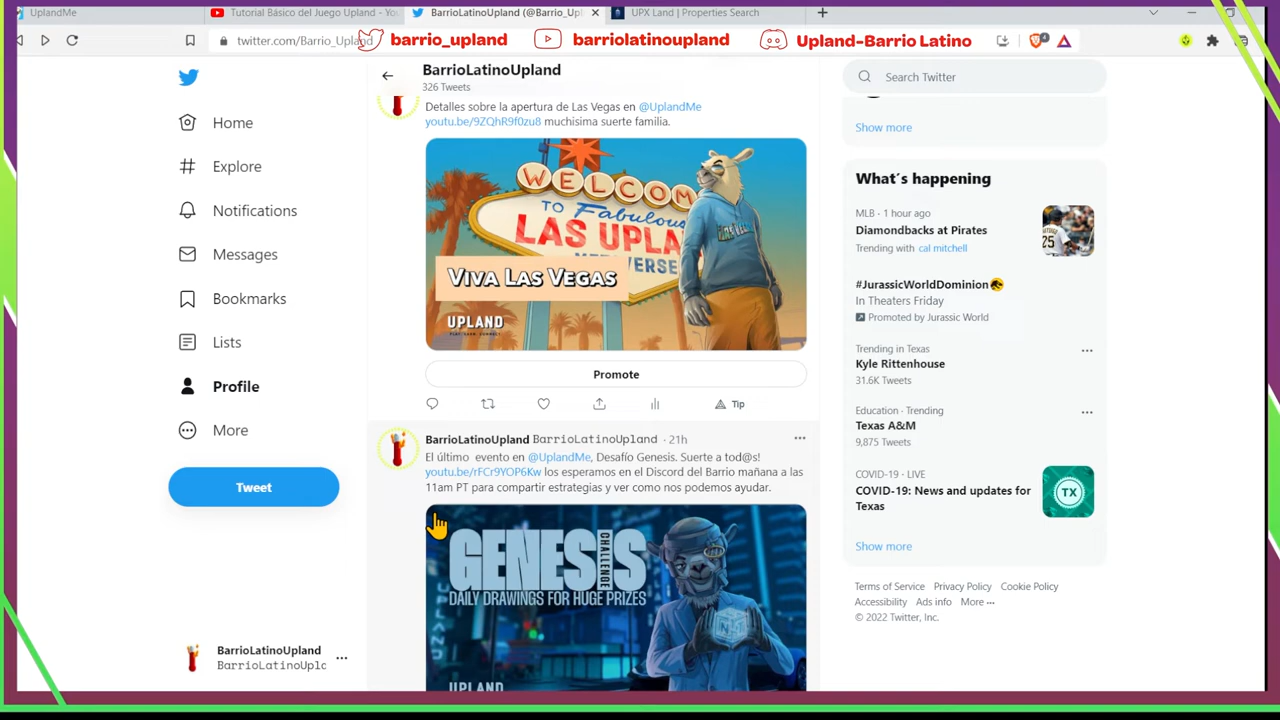 UplandMe
Tutorial Básico del Juego Upland - Yo
BarrioLatinoUpland (@Barrio_Upl
UPX Land | Properties Search
twitter.com/Barrio_Upland
barrio_upland
barriolatinoupland
Upland-Barrio Latino
BarrioLatinoUpland
326 Tweets
Search Twitter
Home
Explore
Notifications
Messages
Bookmarks
Lists
Profile
More
Tweet
BarrioLatinoUpland
BarrioLatinoUplc
Detalles sobre la apertura de Las Vegas en @UplandMe
youtu.be/9ZQhR9f0zu8 muchisima suerte familia.
WELCOM
TO Fabulous
LAS UPLA
METAVERSE
VIVA LAS VEGAS
UPLAND
Promote
Tip
BarrioLatinoUpland BarrioLatinoUpland · 21h
El último evento en @UplandMe, Desafío Genesis. Suerte a tod@s!
youtu.be/rFCr9YOP6Kw los esperamos en el Discord del Barrio mañana a las
11am PT para compartir estrategias y ver como nos podemos ayudar.
GENESIS
CHALLENGE
DAILY DRAWINGS FOR HUGE PRIZES
UPLAND
Show more
What's happening
MLB · 1 hour ago
Diamondbacks at Pirates
Trending with cal mitchell
25
#JurassicWorldDominion
In Theaters Friday
Promoted by Jurassic World
Trending in Texas
Kyle Rittenhouse
31.6K Tweets
Education · Trending
Texas A&M
9,875 Tweets
COVID-19 · LIVE
COVID-19: News and updates for
Texas
TX
Show more
Terms of Service Privacy Policy Cookie Policy
Accessibility Ads info More
© 2022 Twitter, Inc.